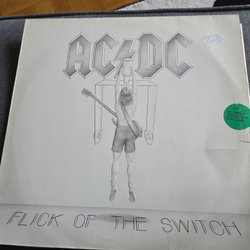 AC⚡DC
FLICK OF THE SWITCH